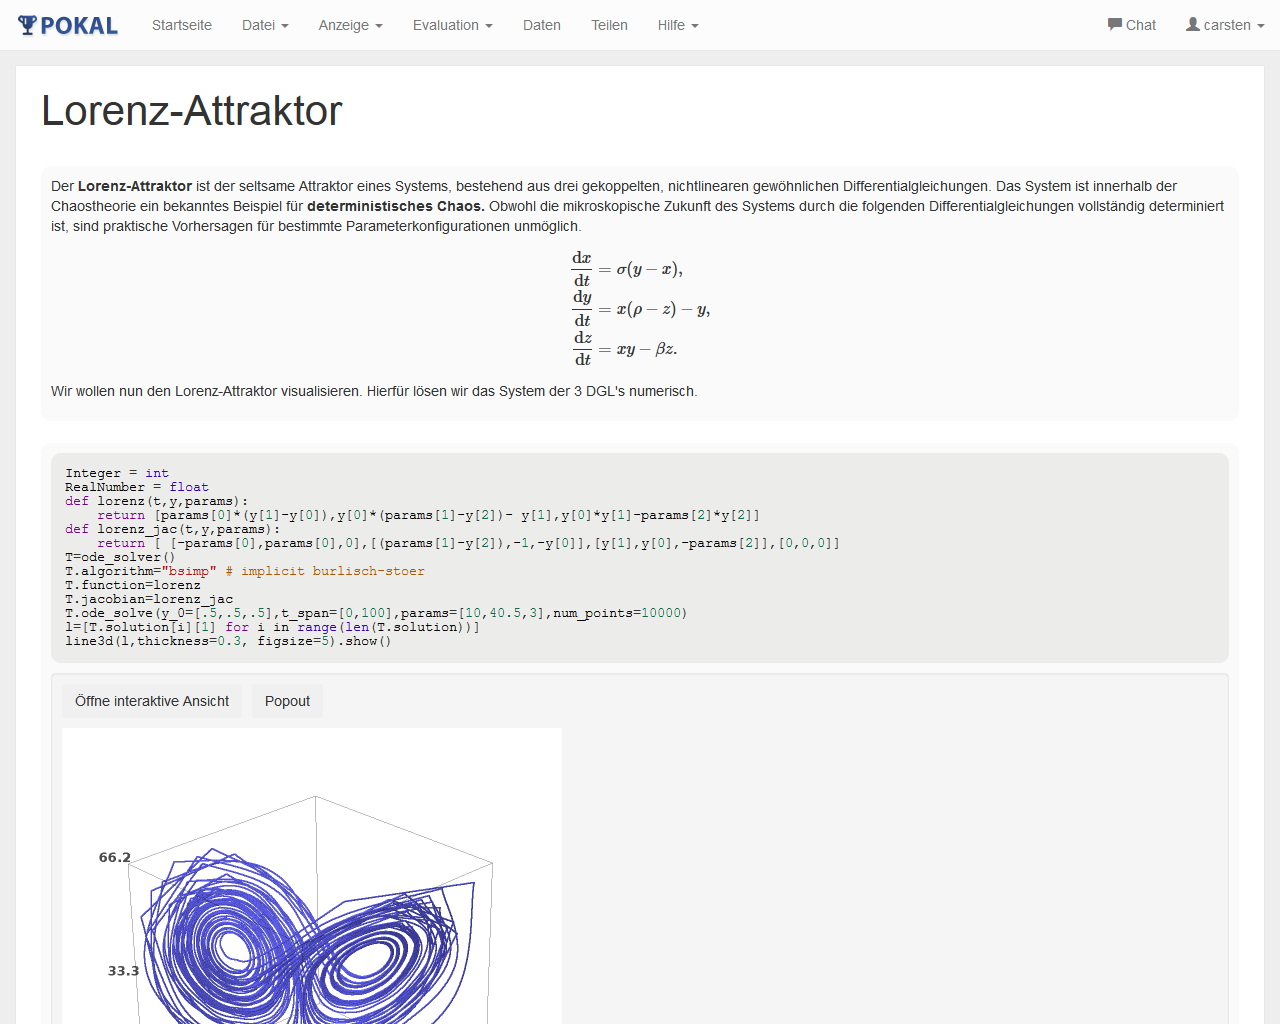 POKAL Startseite Datei Anzeige Evaluation Daten Teilen Hilfe Chat carsten
Lorenz-Attraktor
Der Lorenz-Attraktor ist der seltsame Attraktor eines Systems, bestehend aus drei gekoppelten, nichtlinearen gewöhnlichen Differentialgleichungen. Das System ist innerhalb der
Chaostheorie ein bekanntes Beispiel für deterministisches Chaos. Obwohl die mikroskopische Zukunft des Systems durch die folgenden Differentialgleichungen vollständig determiniert
ist, sind praktische Vorhersagen für bestimmte Parameterkonfigurationen unmöglich.
dx/dt = σ(y − x),
dy/dt = x(ρ − z) − y,
dz/dt = xy − βz.
Wir wollen nun den Lorenz-Attraktor visualisieren. Hierfür lösen wir das System der 3 DGL's numerisch.
Integer = int
RealNumber = float
def lorenz(t,y,params):
    return [params[0]*(y[1]-y[0]),y[0]*(params[1]-y[2])- y[1],y[0]*y[1]-params[2]*y[2]]
def lorenz_jac(t,y,params):
    return [ [-params[0],params[0],0],[(params[1]-y[2]),-1,-y[0]],[y[1],y[0],-params[2]],[0,0,0]]
T=ode_solver()
T.algorithm="bsimp" # implicit burlisch-stoer
T.function=lorenz
T.jacobian=lorenz_jac
T.ode_solve(y_0=[.5,.5,.5],t_span=[0,100],params=[10,40.5,3],num_points=10000)
l=[T.solution[i][1] for i in range(len(T.solution))]
line3d(l,thickness=0.3, figsize=5).show()
Öffne interaktive Ansicht Popout
66.2
33.3